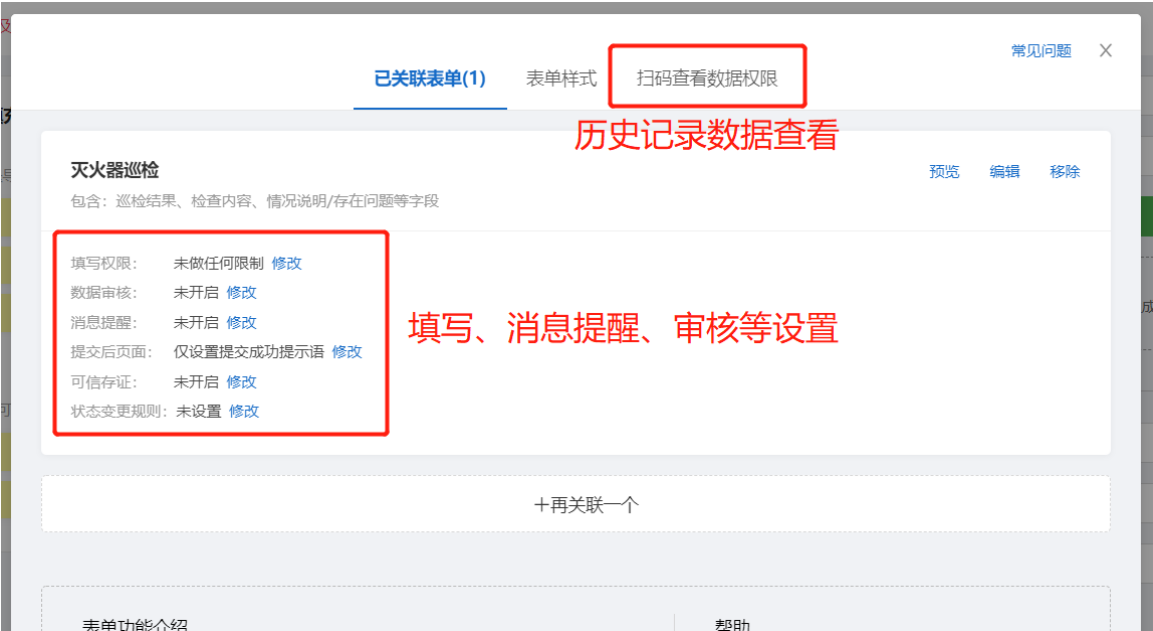 常见问题
已关联表单(1) 表单样式 扫码查看数据权限
历史记录数据查看
灭火器巡检
预览 编辑 移除
包含：巡检结果、检查内容、情况说明/存在问题等字段
填写权限： 未做任何限制 修改
数据审核： 未开启 修改
消息提醒： 未开启 修改
填写、消息提醒、审核等设置
提交后页面： 仅设置提交成功提示语 修改
可信存证： 未开启 修改
状态变更规则： 未设置 修改
+再关联一个
表单功能介绍 帮助